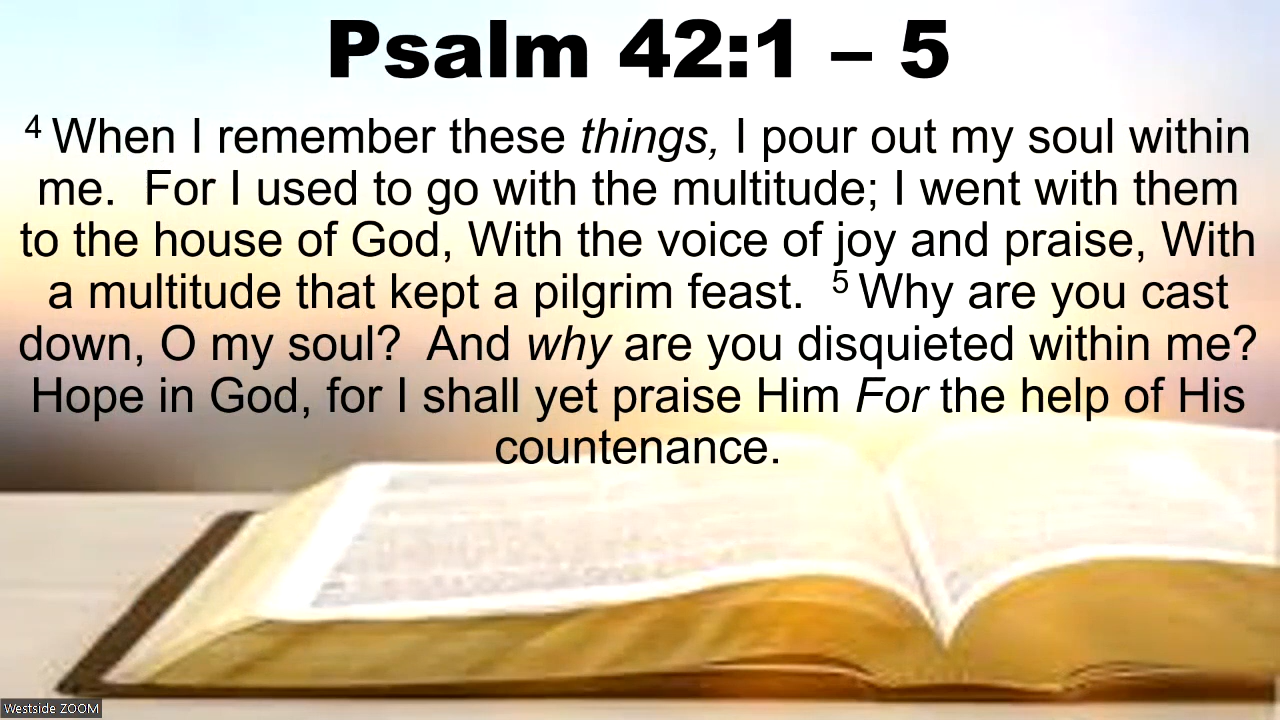 Psalm 42:1 – 5
4 When I remember these things, I pour out my soul within
me.  For I used to go with the multitude; I went with them
to the house of God, With the voice of joy and praise, With
a multitude that kept a pilgrim feast.  5 Why are you cast
down, O my soul?  And why are you disquieted within me?
Hope in God, for I shall yet praise Him For the help of His
countenance.
Westside ZOOM